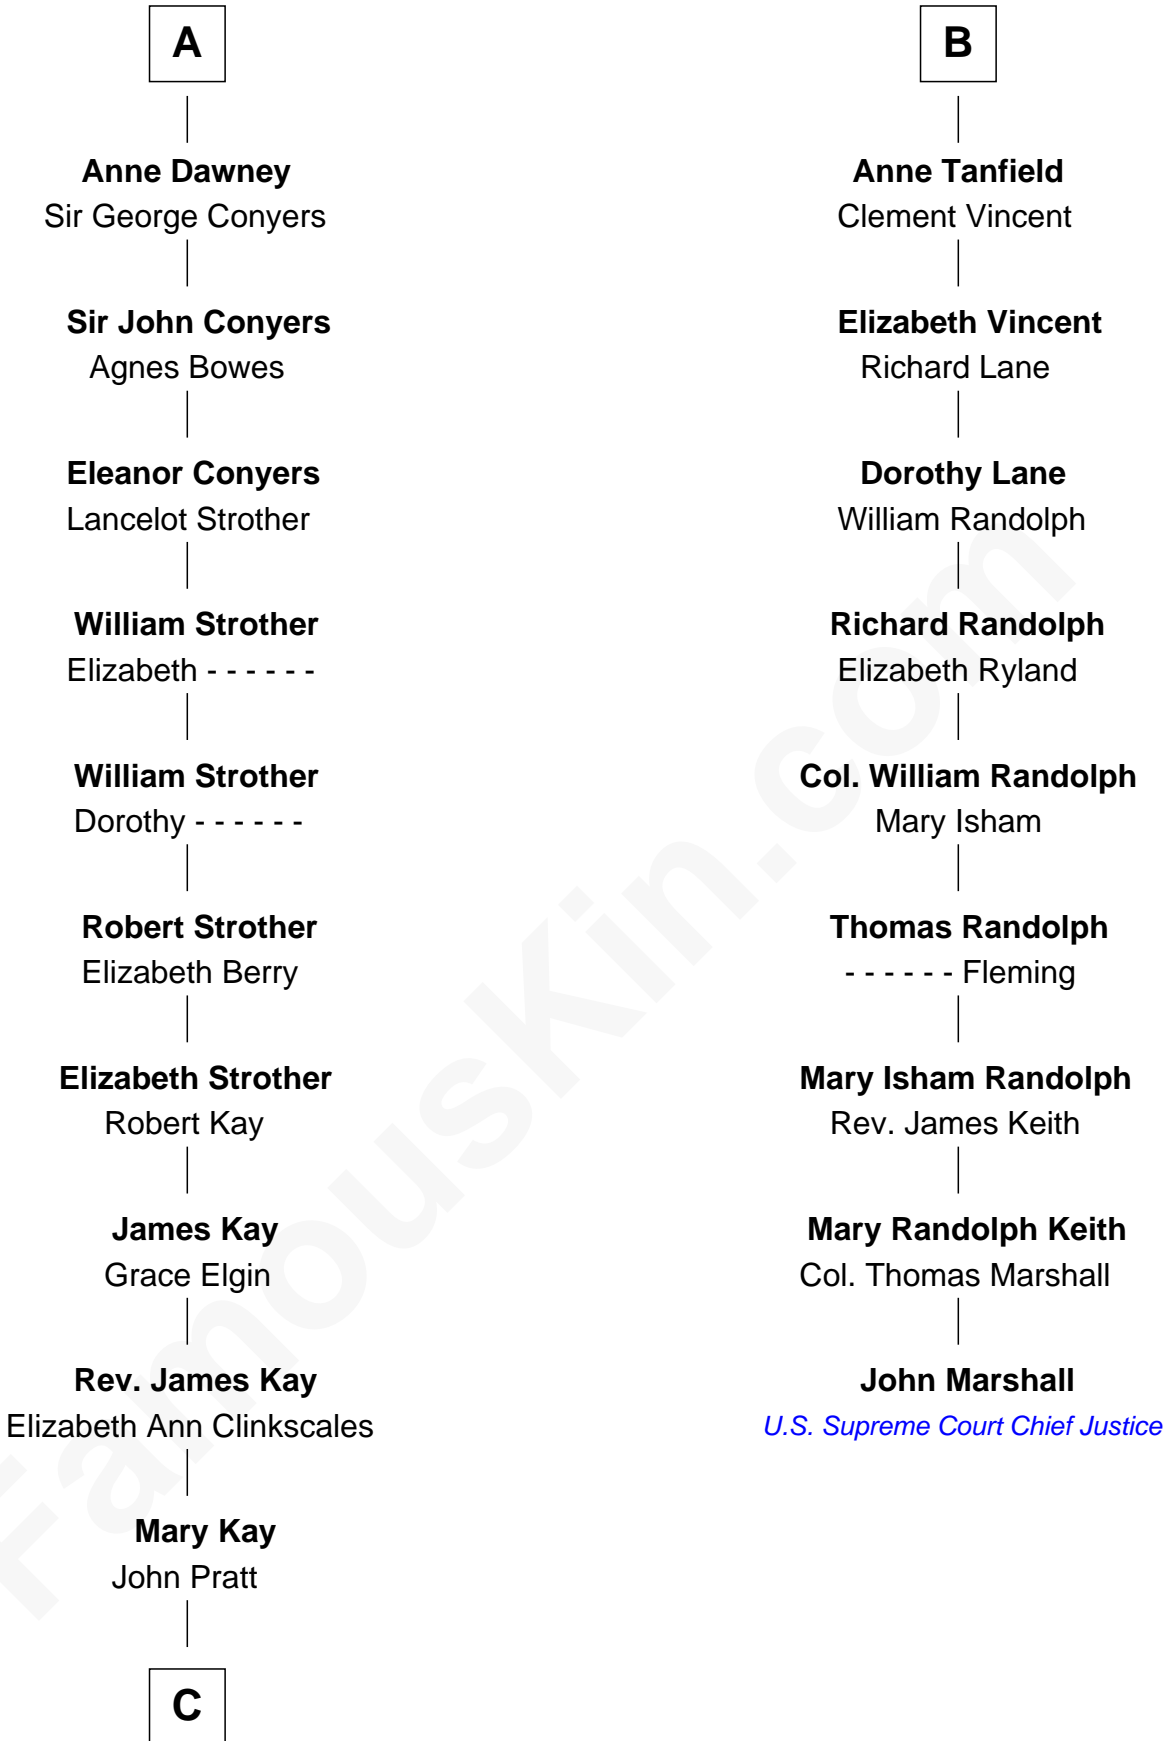 A
Anne Dawney
Sir George Conyers
Sir John Conyers
Agnes Bowes
Eleanor Conyers
Lancelot Strother
William Strother
Elizabeth - - - - - -
William Strother
Dorothy - - - - - -
Robert Strother
Elizabeth Berry
Elizabeth Strother
Robert Kay
James Kay
Grace Elgin
Rev. James Kay
Elizabeth Ann Clinkscales
Mary Kay
John Pratt
C
B
Anne Tanfield
Clement Vincent
Elizabeth Vincent
Richard Lane
Dorothy Lane
William Randolph
Richard Randolph
Elizabeth Ryland
Col. William Randolph
Mary Isham
Thomas Randolph
- - - - - - Fleming
Mary Isham Randolph
Rev. James Keith
Mary Randolph Keith
Col. Thomas Marshall
John Marshall
U.S. Supreme Court Chief Justice
FamousKin.com